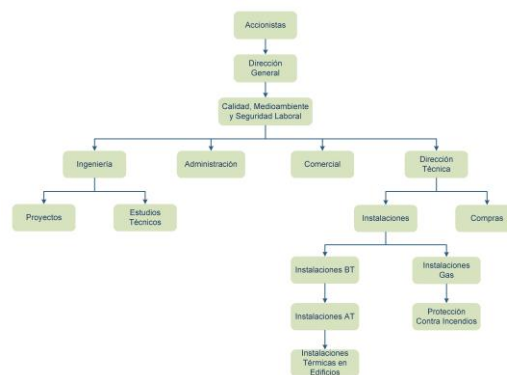 Accionistas
Dirección
General
Calidad, Medioambiente
y Seguridad Laboral
Ingeniería
Administración
Comercial
Dirección
Técnica
Proyectos
Estudios
Técnicos
Instalaciones
Compras
Instalaciones BT
Instalaciones
Gas
Instalaciones AT
Protección
Contra Incendios
Instalaciones
Térmicas en
Edificios